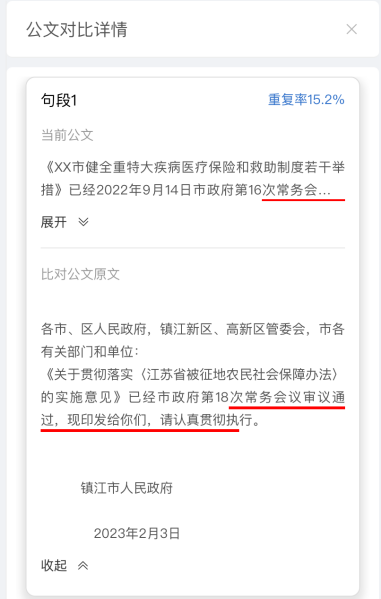 公文对比详情
句段1 重复率15.2%
当前公文
《XX市健全重特大疾病医疗保险和救助制度若干举
措》已经2022年9月14日市政府第16次常务会...
展开
比对公文原文
各市、区人民政府，镇江新区、高新区管委会，市各
有关部门和单位：
《关于贯彻落实〈江苏省被征地农民社会保障办法〉
的实施意见》已经市政府第18次常务会议审议通
过，现印发给你们，请认真贯彻执行。
镇江市人民政府
2023年2月3日
收起